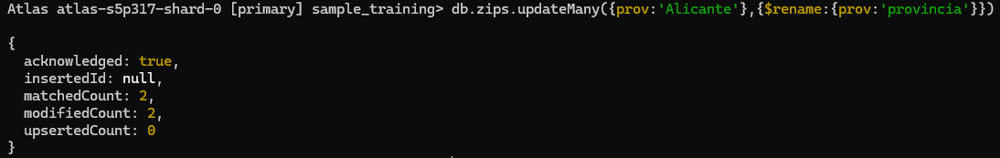 Atlas atlas-s5p317-shard-0 [primary] sample_training> db.zips.updateMany({prov:'Alicante'},{$rename:{prov:'provincia'}})
{
  acknowledged: true,
  insertedId: null,
  matchedCount: 2,
  modifiedCount: 2,
  upsertedCount: 0
}